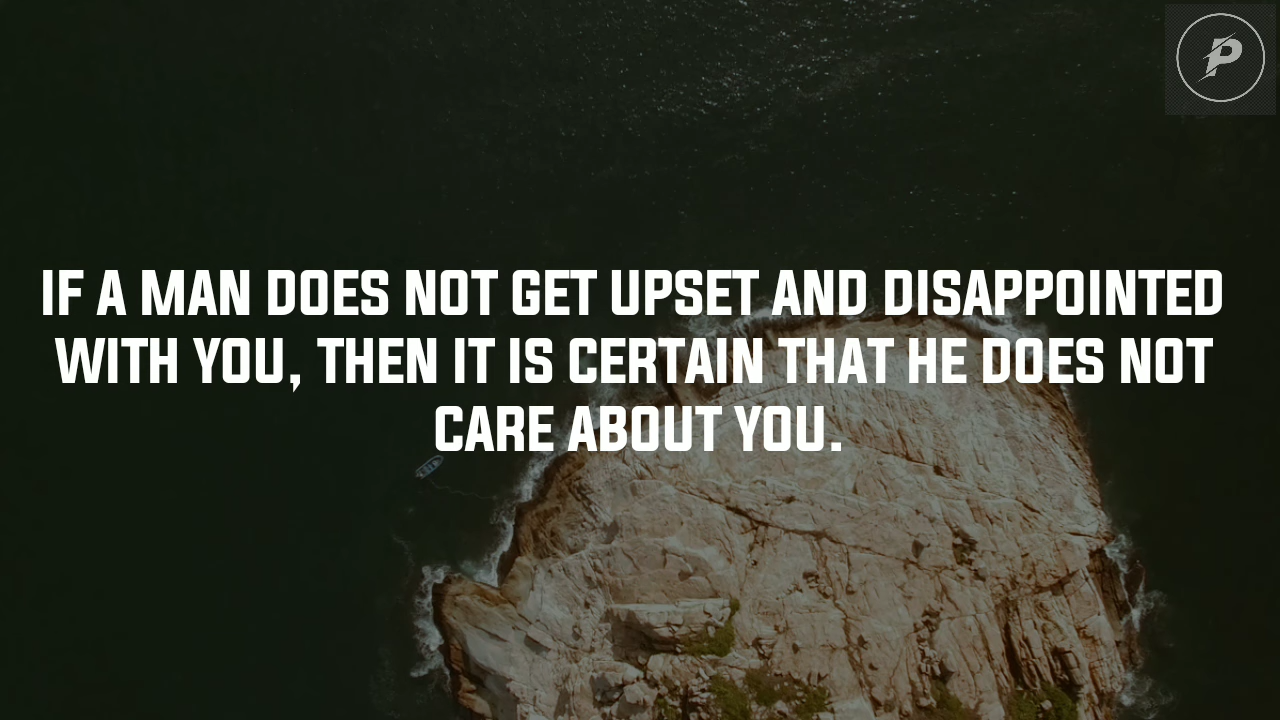 P
IF A MAN DOES NOT GET UPSET AND DISAPPOINTED
WITH YOU, THEN IT IS CERTAIN THAT HE DOES NOT
CARE ABOUT YOU.